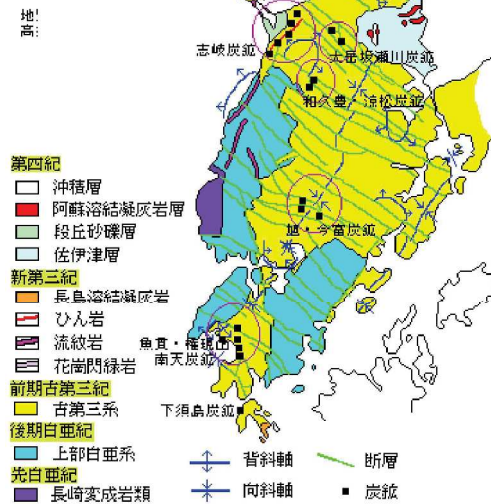 志岐炭鉱
大岳坂瀬川炭鉱
和久豊・涼松炭鉱
越・今富炭鉱
第四紀
沖積層
阿蘇溶結凝灰岩層
段丘砂礫層
佐伊津層
新第三紀
長島溶結凝灰岩
ひん岩
流紋岩
花崗閃緑岩
魚貫・権現山
南天炭鉱
前期古第三紀
古第三系
下須島炭鉱
後期白亜紀
上部白亜系
先白亜紀
長崎変成岩類
背斜軸
断層
向斜軸
炭鉱